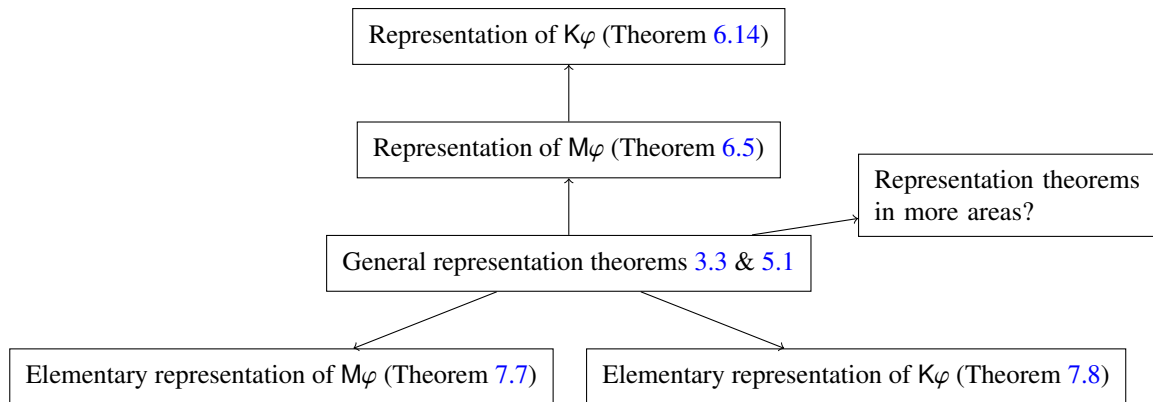 Representation of Kφ (Theorem 6.14)
Representation of Mφ (Theorem 6.5)
Representation theorems
in more areas?
General representation theorems 3.3 & 5.1
Elementary representation of Mφ (Theorem 7.7)
Elementary representation of Kφ (Theorem 7.8)